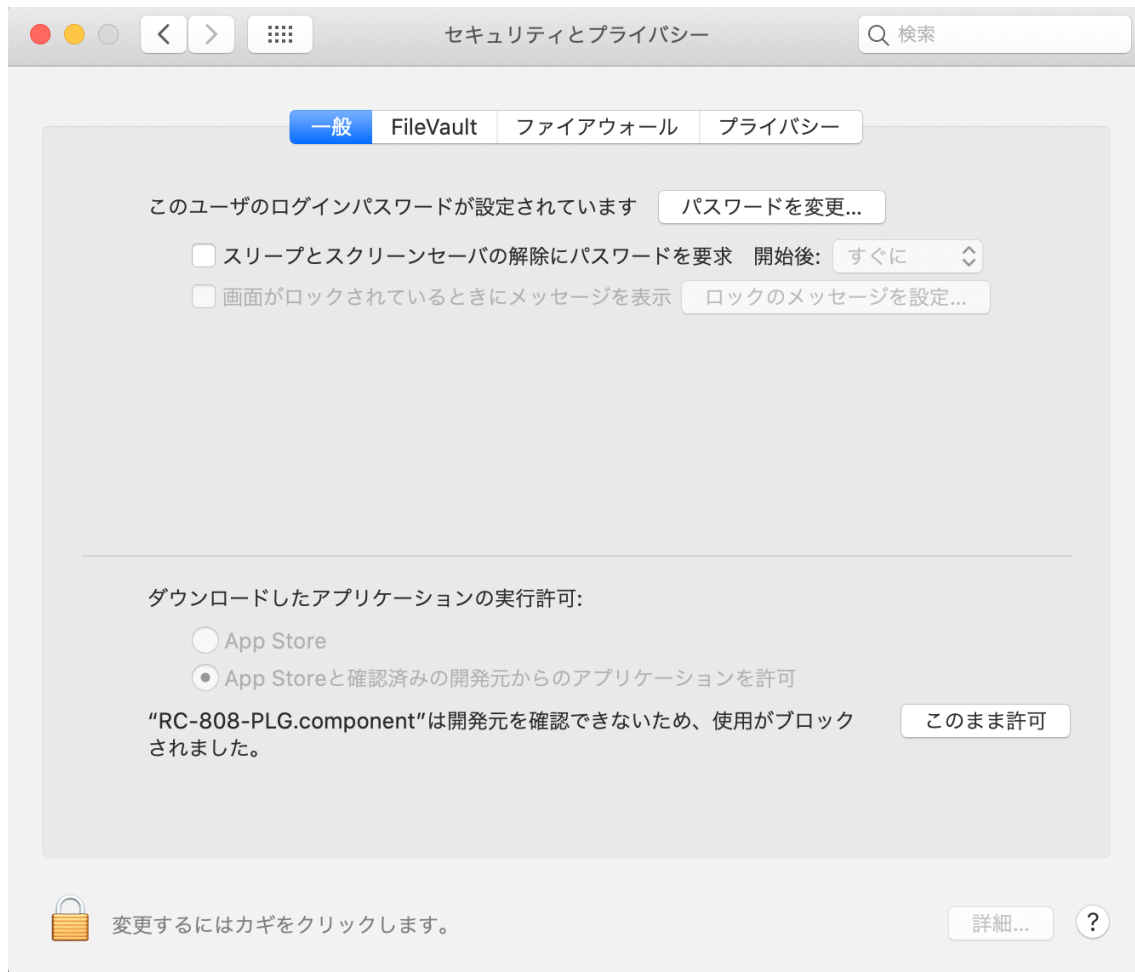 セキュリティとプライバシー
検索
一般 FileVault ファイアウォール プライバシー
このユーザのログインパスワードが設定されています パスワードを変更...
スリープとスクリーンセーバの解除にパスワードを要求 開始後: すぐに
画面がロックされているときにメッセージを表示 ロックのメッセージを設定...
ダウンロードしたアプリケーションの実行許可:
App Store
App Storeと確認済みの開発元からのアプリケーションを許可
“RC-808-PLG.component”は開発元を確認できないため、使用がブロック このまま許可
されました。
変更するにはカギをクリックします。 詳細... ?